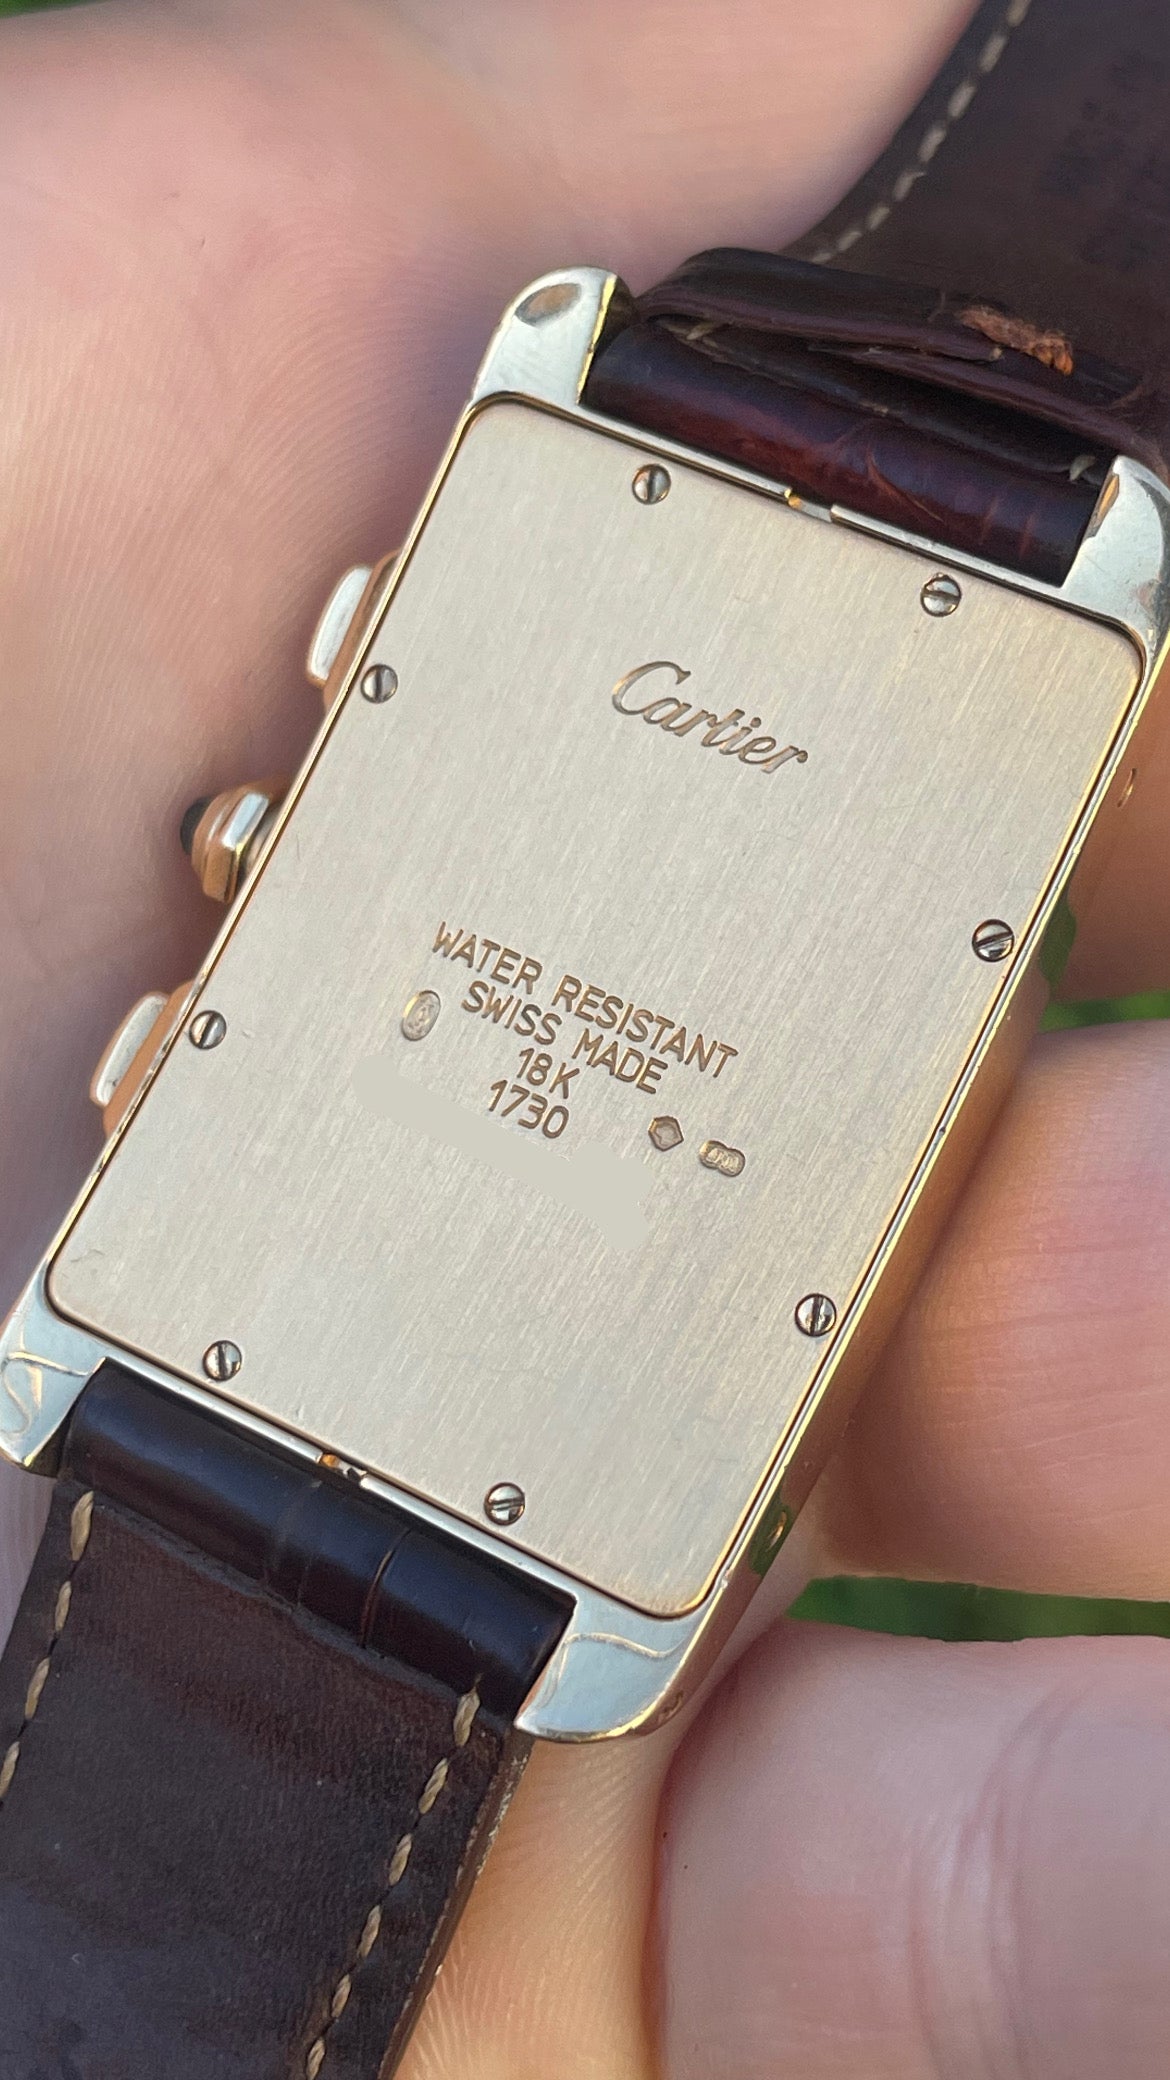 Cartier
WATER RESISTANT
SWISS MADE
18K
1730